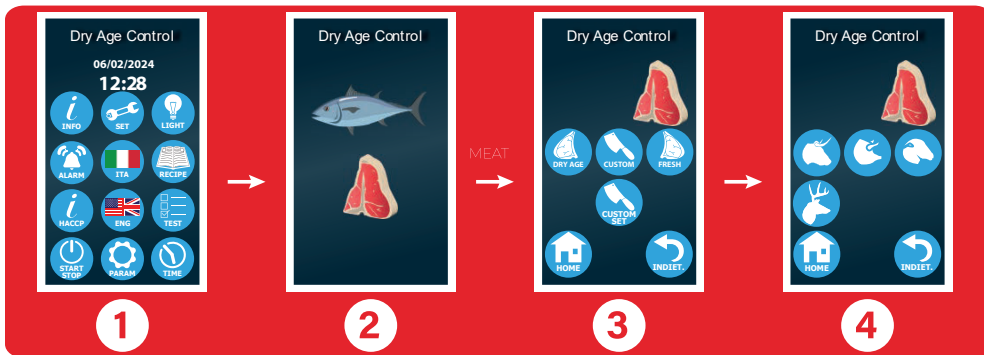 Dry Age Control
06/02/2024
12:28
INFO
SET
LIGHT
ALARM
ITA
RECIPE
HACCP
ENG
TEST
START
STOP
PARAM
TIME
1
Dry Age Control
2
MEAT
Dry Age Control
DRY AGE
CUSTOM
FRESH
CUSTOM
SET
HOME
INDIET.
3
Dry Age Control
HOME
INDIET.
4